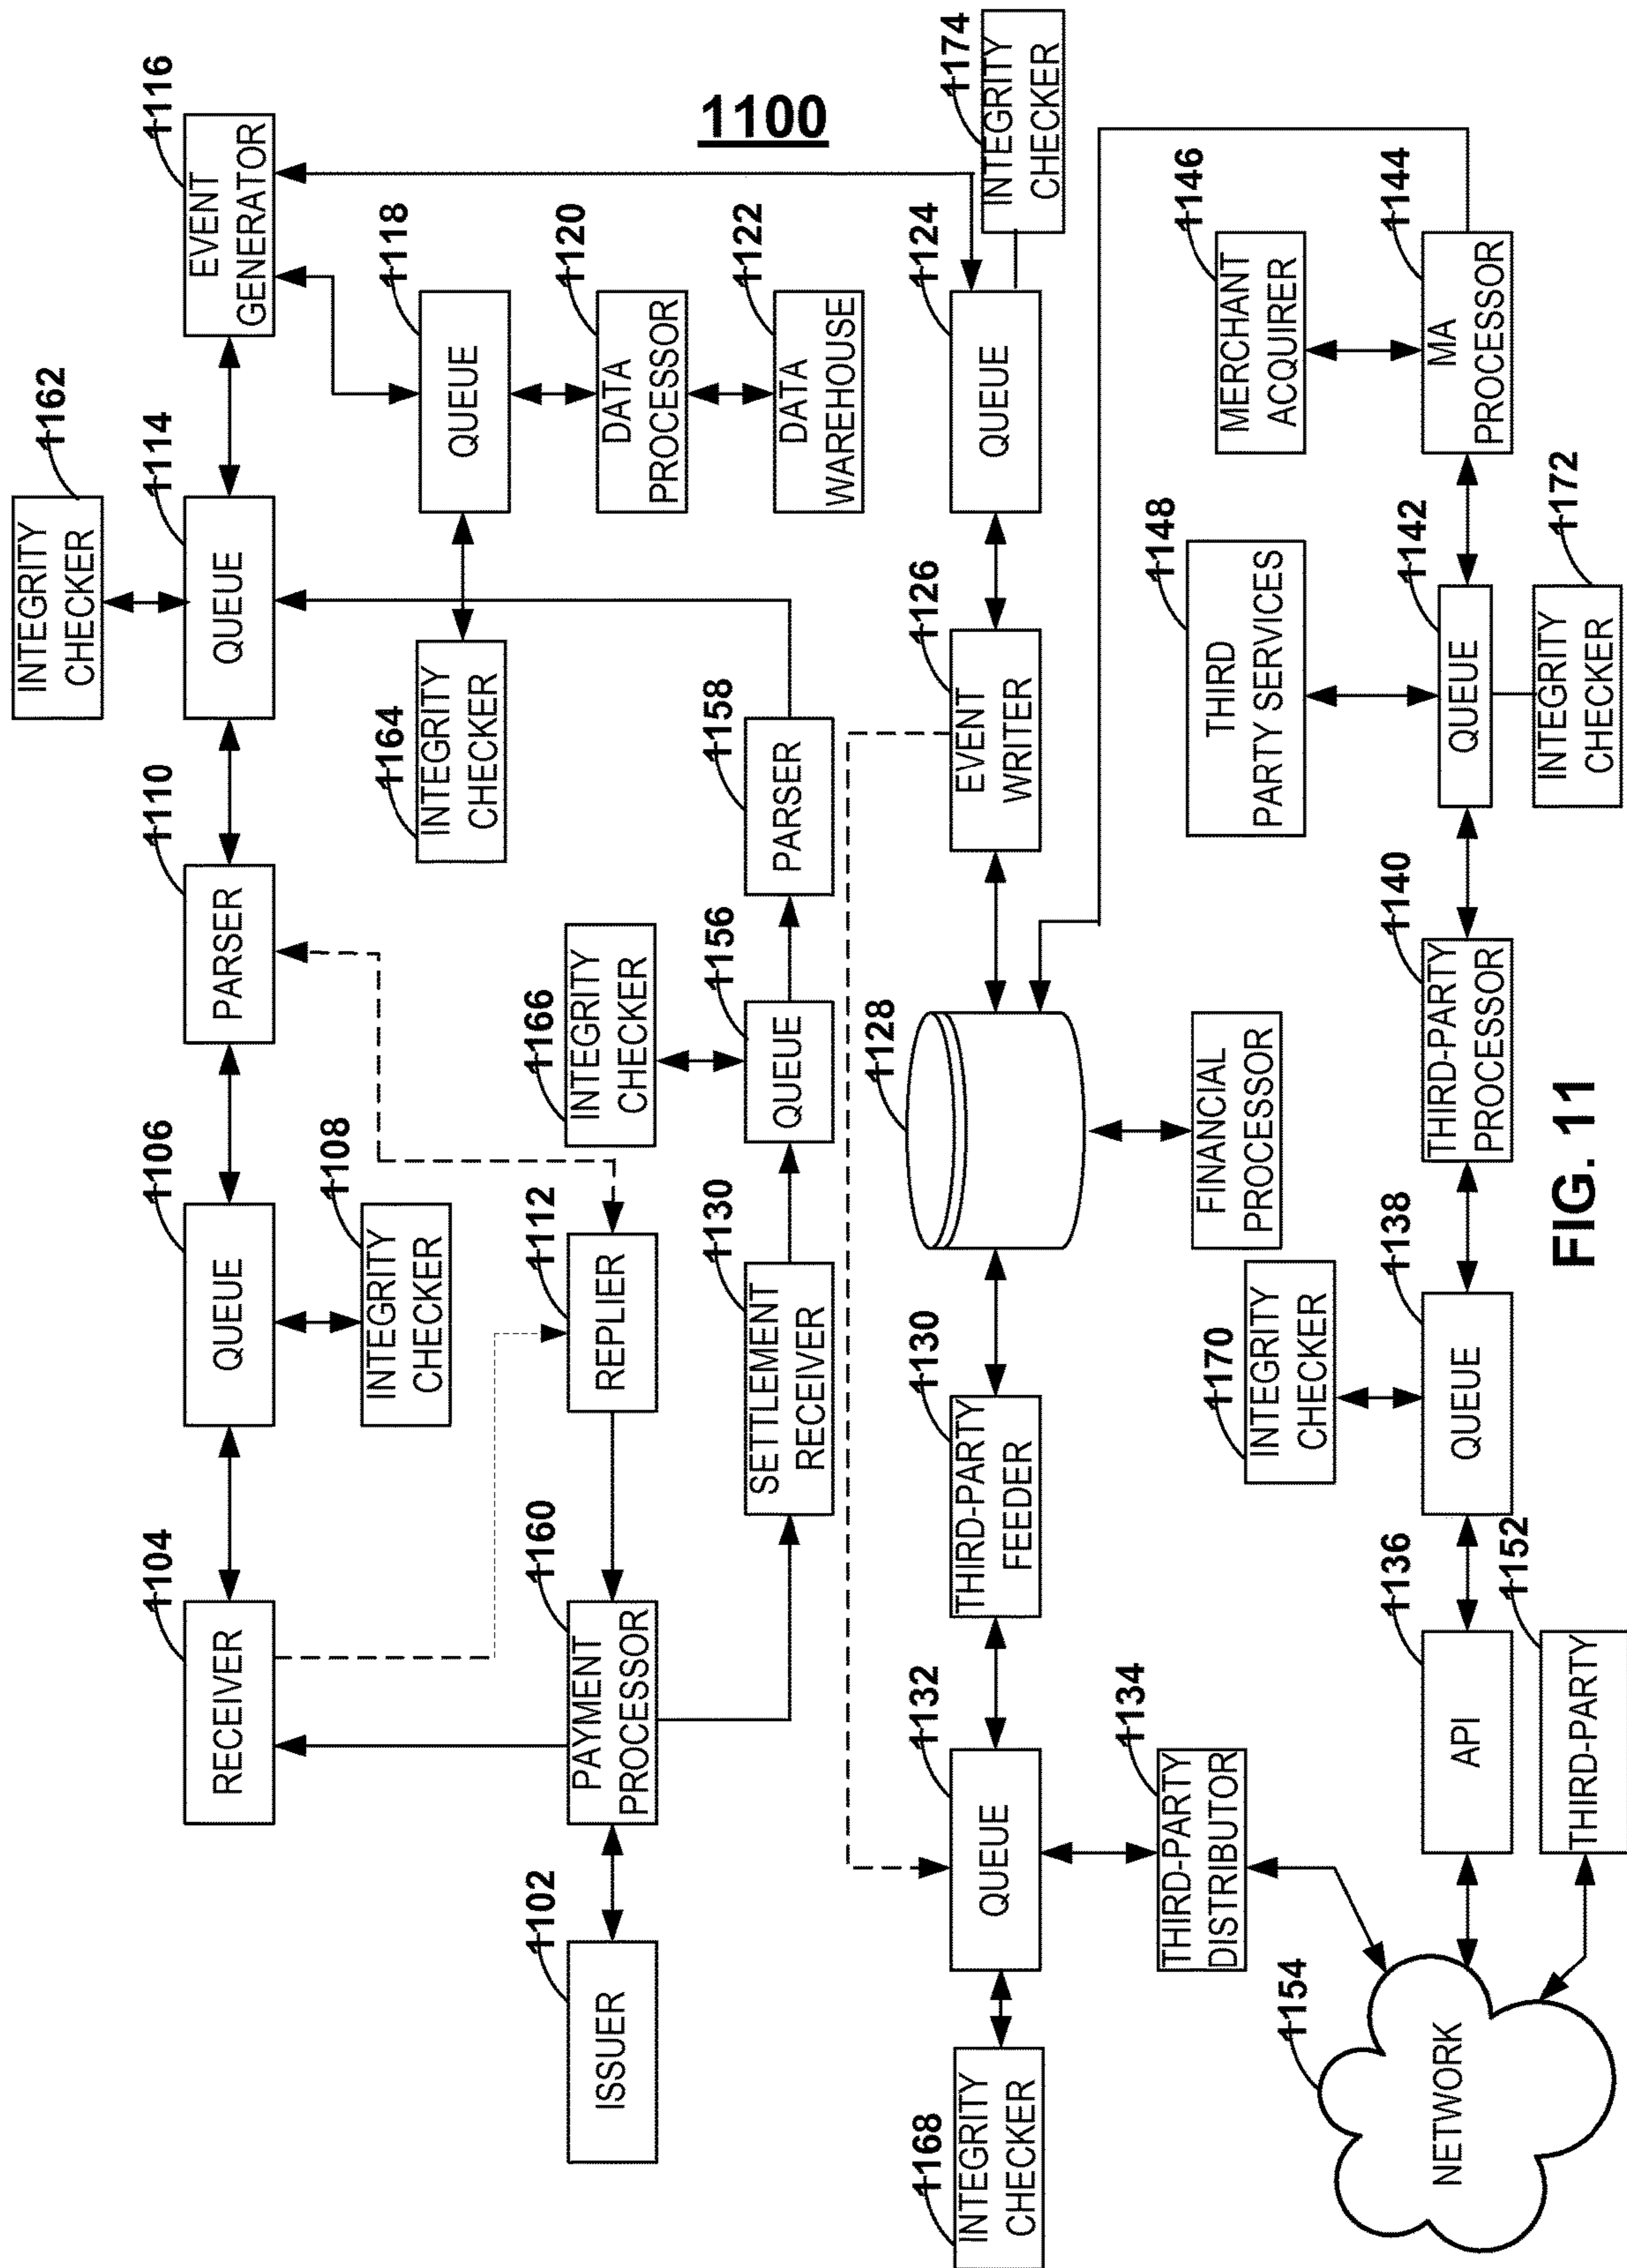 1100
1104
RECEIVER
1106
QUEUE
1108
INTEGRITY
CHECKER
1110
PARSER
1162
INTEGRITY
CHECKER
1114
QUEUE
1116
EVENT
GENERATOR
1102
ISSUER
1160
PAYMENT
PROCESSOR
1112
REPLIER
1164
INTEGRITY
CHECKER
1118
QUEUE
1120
DATA
PROCESSOR
1122
DATA
WAREHOUSE
1130
SETTLEMENT
RECEIVER
1166
INTEGRITY
CHECKER
1156
QUEUE
1158
PARSER
1168
INTEGRITY
CHECKER
1132
QUEUE
1130
THIRD-PARTY
FEEDER
1128
1126
EVENT
WRITER
1124
QUEUE
1174
INTEGRITY
CHECKER
1134
THIRD-PARTY
DISTRIBUTOR
FINANCIAL
PROCESSOR
1154
NETWORK
1136
API
1152
THIRD-PARTY
1170
INTEGRITY
CHECKER
1138
QUEUE
1140
THIRD-PARTY
PROCESSOR
1148
THIRD
PARTY SERVICES
1142
QUEUE
1172
INTEGRITY
CHECKER
1146
MERCHANT
ACQUIRER
1144
MA
PROCESSOR
FIG. 11